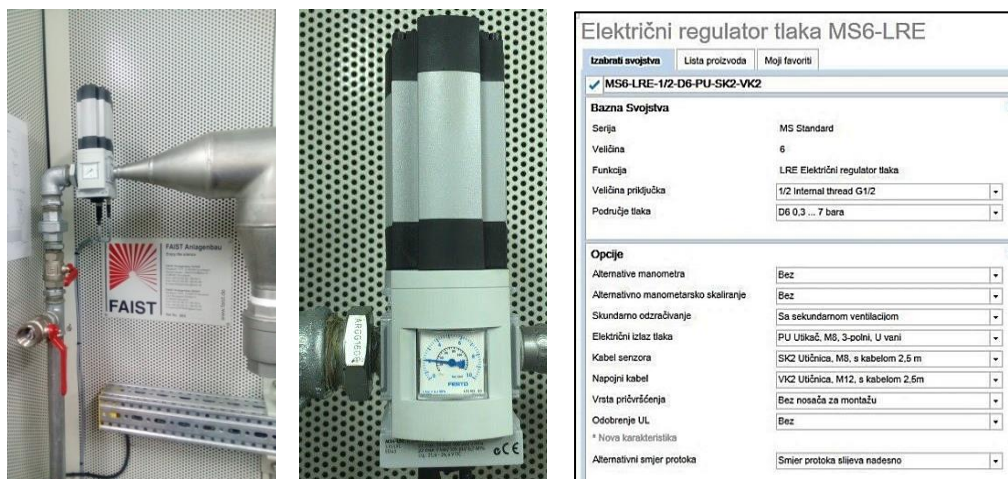 FAIST Anlagenbau
FAIST
ARGG1608
FESTO
Električni regulator tlaka MS6-LRE
Izabrati svojstva
Lista proizvoda
Moji favoriti
MS6-LRE-1/2-D6-PU-SK2-VK2
Bazna Svojstva
Serija MS Standard
Veličina 6
Funkcija LRE Električni regulator tlaka
Veličina priključka 1/2 Internal thread G1/2
Područje tlaka D6 0,3 ... 7 bara
Opcije
Alternative manometra Bez
Alternativno manometarsko skaliranje Bez
Skundarno odzračivanje Sa sekundarnom ventilacijom
Električni izlaz tlaka PU Utikač, M8, 3-polni, U vani
Kabel senzora SK2 Utičnica, M8, s kabelom 2,5 m
Napojni kabel VK2 Utičnica, M12, s kabelom 2,5m
Vrsta pričvršćenja Bez nosača za montažu
Odobrenje UL Bez
* Nova karakteristika
Alternativni smjer protoka Smjer protoka slijeva nadesno